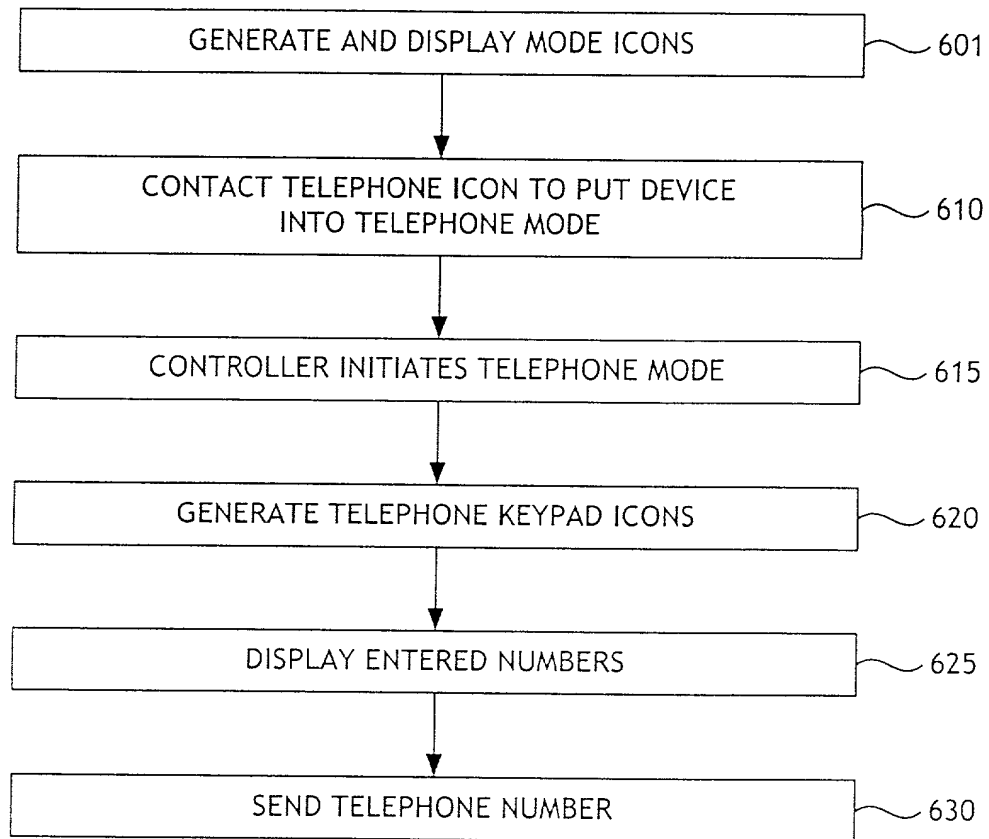 GENERATE AND DISPLAY MODE ICONS
601
CONTACT TELEPHONE ICON TO PUT DEVICE
INTO TELEPHONE MODE
610
CONTROLLER INITIATES TELEPHONE MODE
615
GENERATE TELEPHONE KEYPAD ICONS
620
DISPLAY ENTERED NUMBERS
625
SEND TELEPHONE NUMBER
630